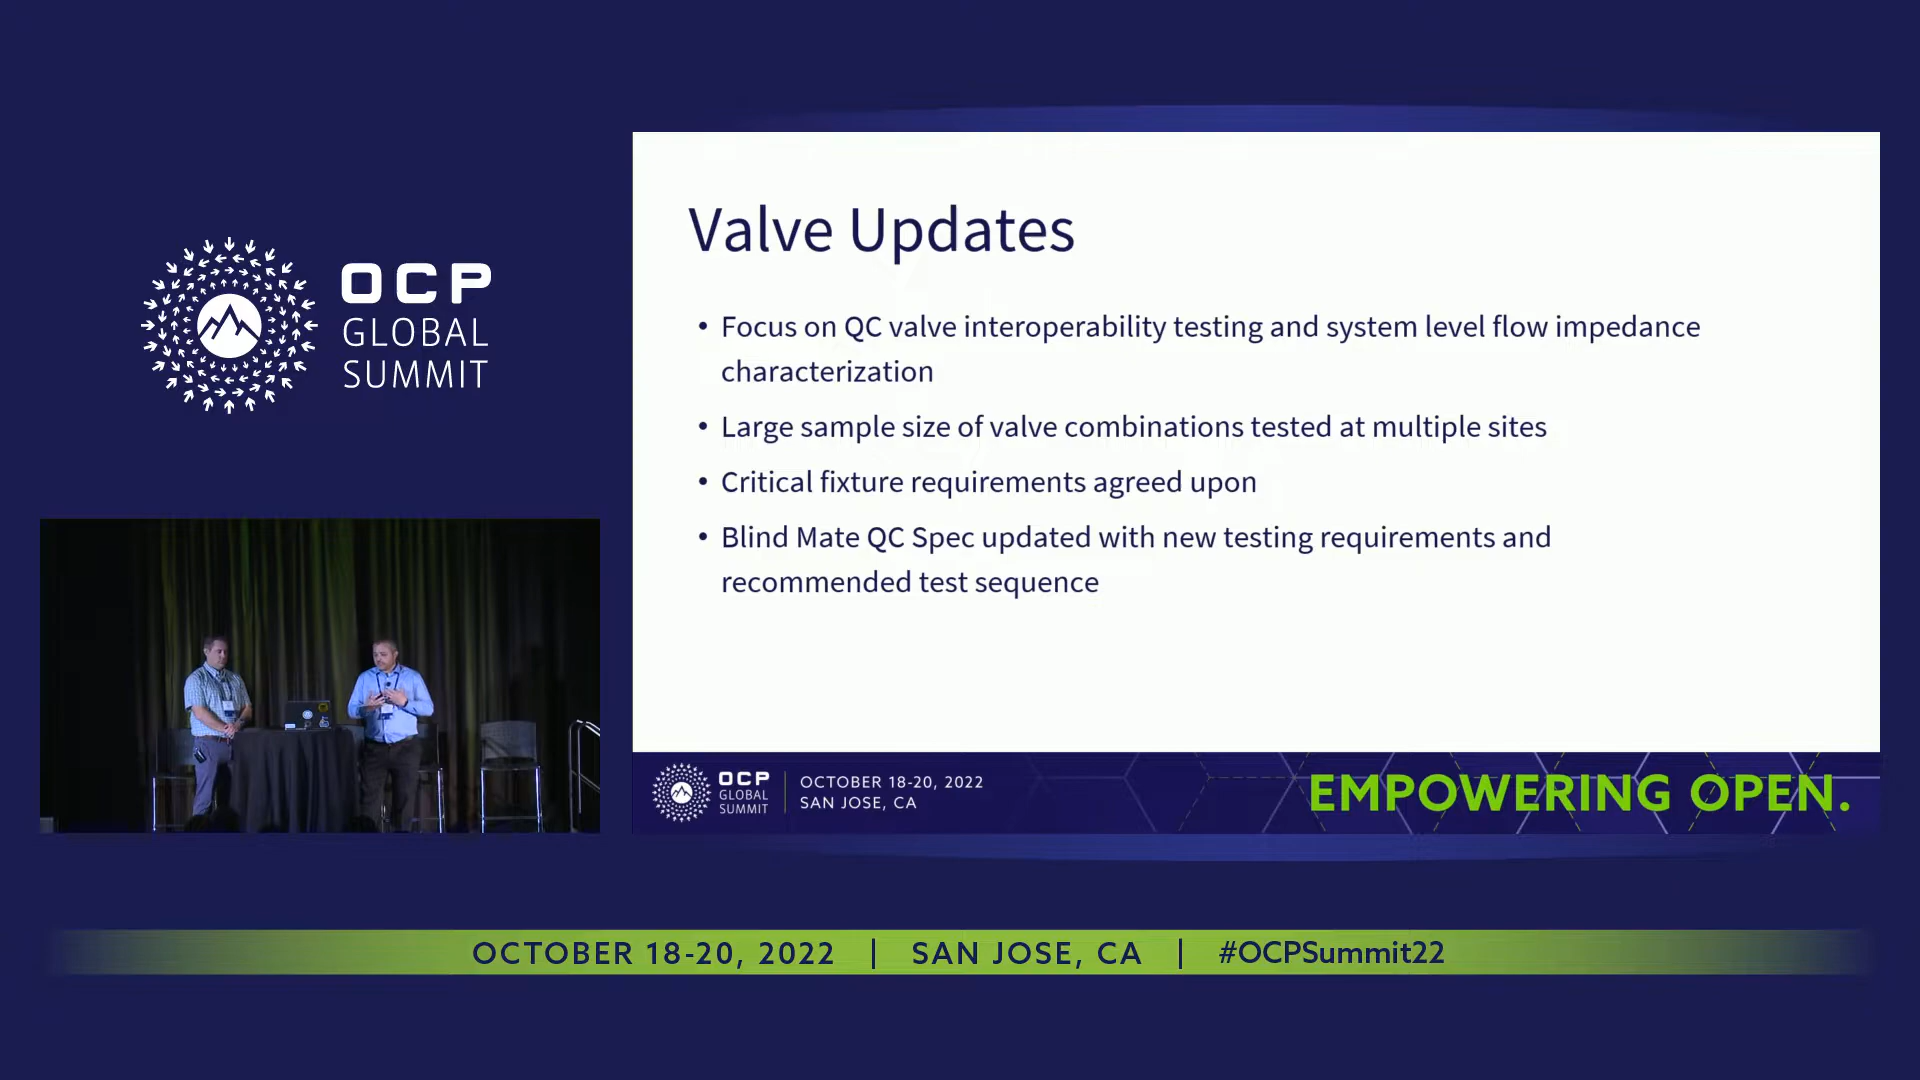 OCP
GLOBAL
SUMMIT
Valve Updates
• Focus on QC valve interoperability testing and system level flow impedance
characterization
• Large sample size of valve combinations tested at multiple sites
• Critical fixture requirements agreed upon
• Blind Mate QC Spec updated with new testing requirements and
recommended test sequence
OCP
GLOBAL
SUMMIT
OCTOBER 18-20, 2022
SAN JOSE, CA
EMPOWERING OPEN.
OCTOBER 18-20, 2022 | SAN JOSE, CA | #OCPSummit22